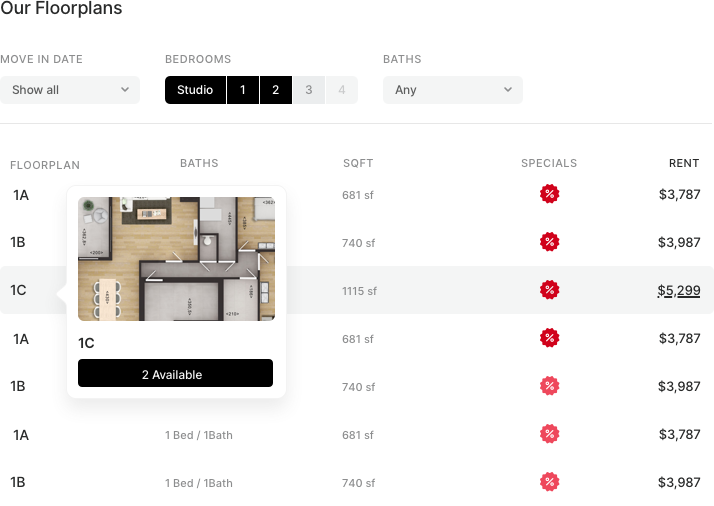 Our Floorplans
MOVE IN DATE BEDROOMS BATHS
Show all Studio 1 2 3 4 Any
FLOORPLAN BATHS SQFT SPECIALS RENT
1A 681 sf % $3,787
1B 740 sf % $3,987
1C 1115 sf % $5,299
1A 681 sf % $3,787
1C
2 Available
1B 740 sf % $3,987
1A 1 Bed / 1Bath 681 sf % $3,787
1B 1 Bed / 1Bath 740 sf % $3,987